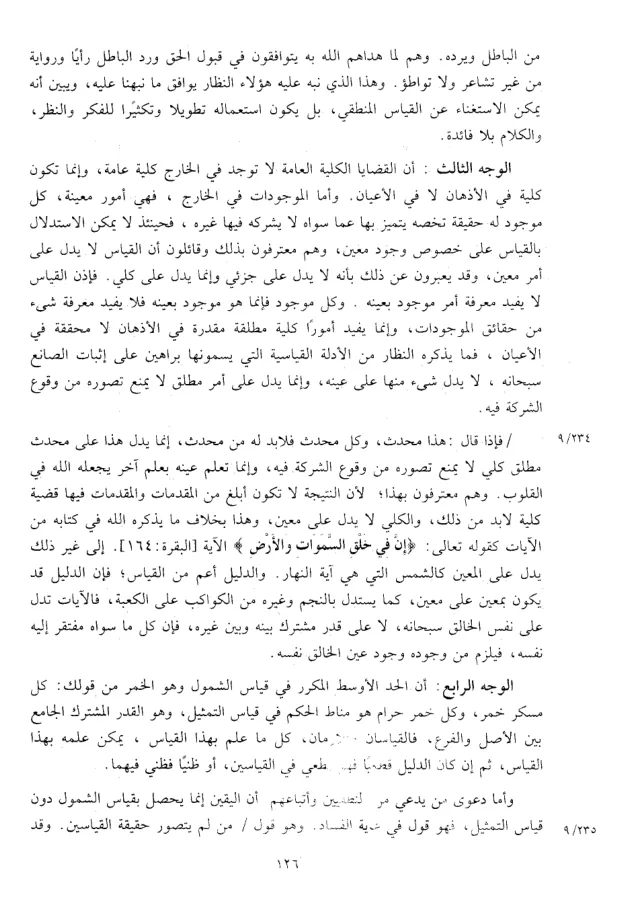 من الباطل ويرده. وهم لما هداهم الله به يتوافقون في قبول الحق ورد الباطل رأيًا ورواية
من غير تشاعر ولا تواطؤ. وهذا الذي نبه عليه هؤلاء النظار يوافق ما نبهنا عليه، ويبين أنه
يمكن الاستغناء عن القياس المنطقي، بل يكون استعماله تطويلا وتكثيرًا للفكر والنظر،
والكلام بلا فائدة.
الوجه الثالث : أن القضايا الكلية العامة لا توجد في الخارج كلية عامة، وإنما تكون
كلية في الأذهان لا في الأعيان. وأما الموجودات في الخارج ، فهي أمور معينة، كل
موجود له حقيقة تخصه يتميز بها عما سواه لا يشركه فيها غيره ، فحينئذ لا يمكن الاستدلال
بالقياس على خصوص وجود معين، وهم معترفون بذلك وقائلون أن القياس لا يدل على
أمر معين، وقد يعبرون عن ذلك بأنه لا يدل على جزئي وإنما يدل على كلي. فإذن القياس
لا يفيد معرفة أمر موجود بعينه . وكل موجود فإنما هو موجود بعينه فلا يفيد معرفة شىء
من حقائق الموجودات، وإنما يفيد أمورًا كلية مطلقة مقدرة في الأذهان لا محققة في
الأعيان ، فما يذكره النظار من الأدلة القياسية التي يسمونها براهين على إثبات الصانع
سبحانه ، لا يدل شىء منها على عينه، وإنما يدل على أمر مطلق لا يمنع تصوره من وقوع
الشركة فيه.
٩/٢٣٤ / فإذا قال :هذا محدث، وكل محدث فلابد له من محدث، إنما يدل هذا على محدث
مطلق كلي لا يمنع تصوره من وقوع الشركة فيه، وإنما تعلم عينه بعلم آخر يجعله الله في
القلوب. وهم معترفون بهذا؛ لأن النتيجة لا تكون أبلغ من المقدمات والمقدمات فيها قضية
كلية لابد من ذلك، والكلي لا يدل على معين، وهذا بخلاف ما يذكره الله في كتابه من
الآيات كقوله تعالى: ﴿إِنَّ فِي خَلْقِ السَّمَوَاتِ وَالأَرْضِ﴾ الآية [البقرة:١٦٤]. إلى غير ذلك
يدل على المعين كالشمس التي هي آية النهار. والدليل أعم من القياس؛ فإن الدليل قد
يكون بمعين على معين، كما يستدل بالنجم وغيره من الكواكب على الكعبة، فالآيات تدل
على نفس الخالق سبحانه، لا على قدر مشترك بينه وبين غيره، فإن كل ما سواه مفتقر إليه
نفسه، فيلزم من وجوده وجود عين الخالق نفسه.
الوجه الرابع: أن الحد الأوسط المكرر في قياس الشمول وهو الخمر من قولك: كل
مسكر خمر، وكل خمر حرام هو مناط الحكم في قياس التمثيل، وهو القدر المشترك الجامع
بين الأصل والفرع، فالقياسان كل ما علم بهذا القياس ، يمكن علمه بهذا
القياس، ثم إن كان الدليل في القياسين، أو ظنيًا فظني فيهما.
وأما دعوى من يدعي وأتباعهم أن اليقين إنما يحصل بقياس الشمول دون
قياس التمثيل، فهو قول في غاية الفساد. وهو قول / من لم يتصور حقيقة القياسين. وقد ٩/٢٣٥
١٢٦